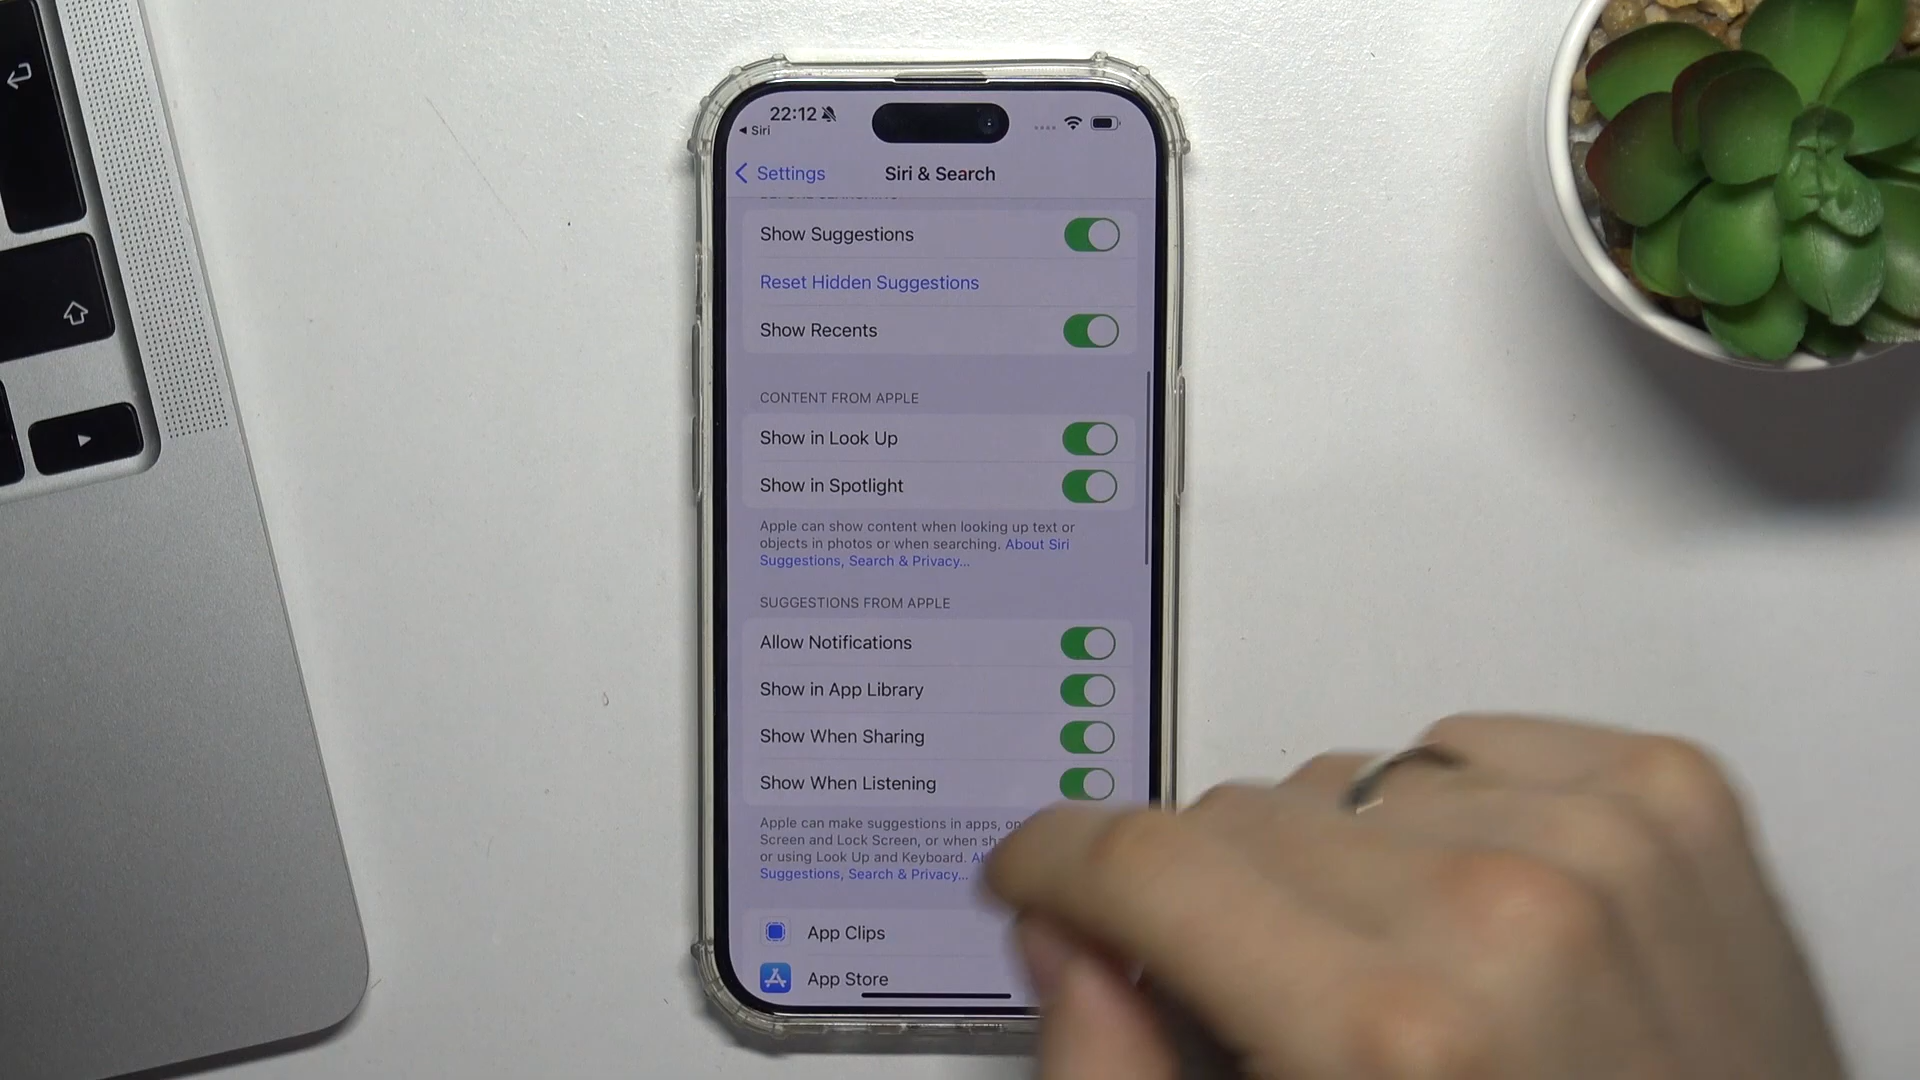 22:12
◀ Siri
Settings
Siri & Search
Show Suggestions
Reset Hidden Suggestions
Show Recents
CONTENT FROM APPLE
Show in Look Up
Show in Spotlight
Apple can show content when looking up text or
objects in photos or when searching. About Siri
Suggestions, Search & Privacy...
SUGGESTIONS FROM APPLE
Allow Notifications
Show in App Library
Show When Sharing
Show When Listening
Apple can make suggestions in apps,
Screen and Lock Screen, or when
or using Look Up and Keyboard.
Suggestions, Search & Privacy...
App Clips
App Store